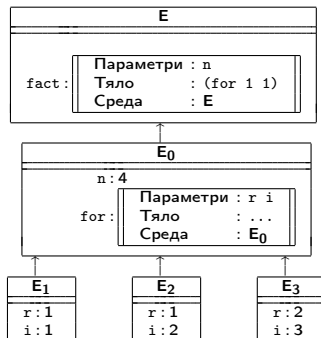 E
Параметри : n
fact : Тяло : (for 1 1)
Среда : E
E₀
n : 4
Параметри : r i
for : Тяло : ...
Среда : E₀
E₁ E₂ E₃
r : 1 r : 1 r : 2
i : 1 i : 2 i : 3